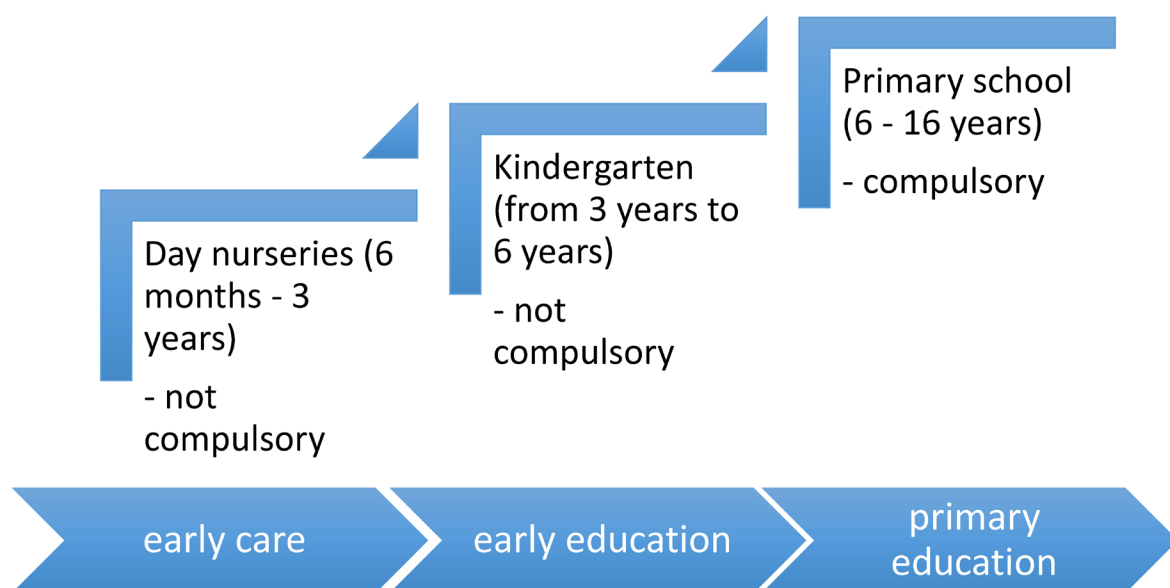 Day nurseries (6
months - 3
years)
- not
compulsory
Kindergarten
(from 3 years to
6 years)
- not
compulsory
Primary school
(6 - 16 years)
- compulsory
early care
early education
primary
education